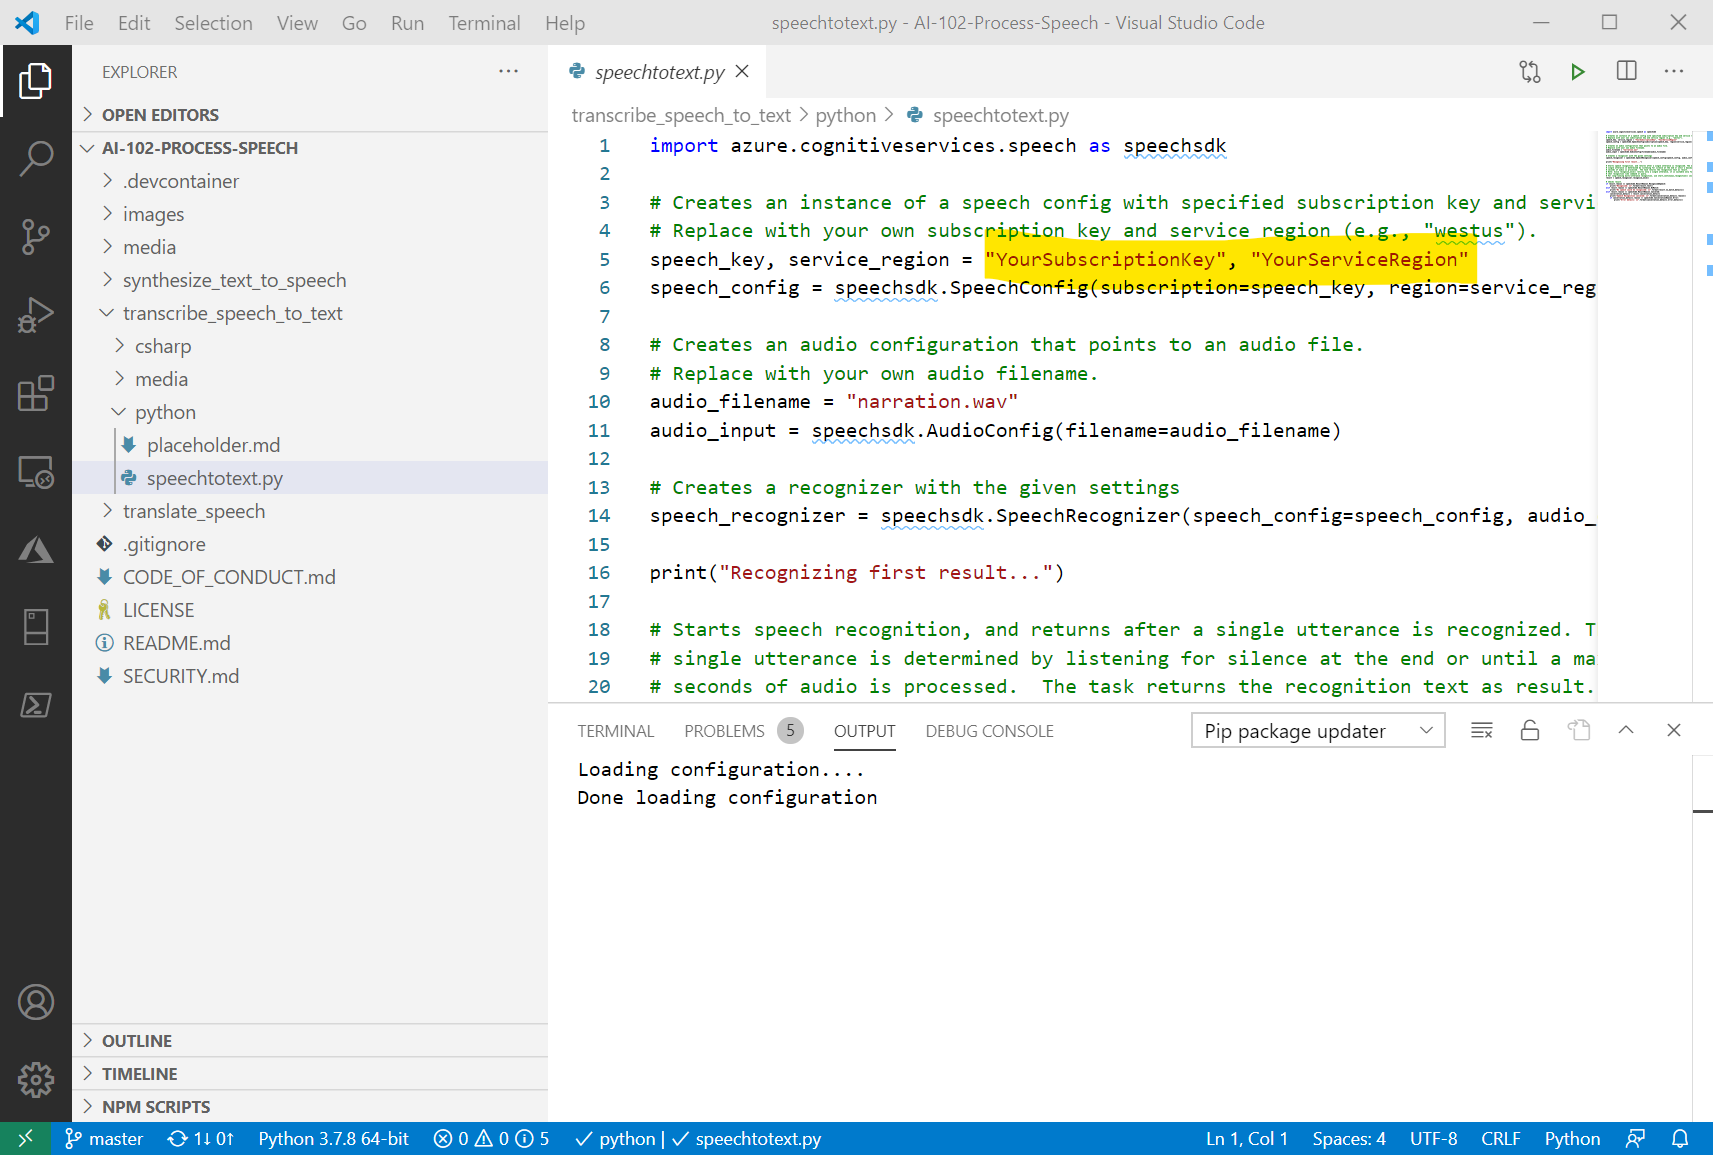 File Edit Selection View Go Run Terminal Help
speechtotext.py - AI-102-Process-Speech - Visual Studio Code
EXPLORER
OPEN EDITORS
AI-102-PROCESS-SPEECH
.devcontainer
images
media
synthesize_text_to_speech
transcribe_speech_to_text
csharp
media
python
placeholder.md
speechtotext.py
translate_speech
.gitignore
CODE_OF_CONDUCT.md
LICENSE
README.md
SECURITY.md
OUTLINE
TIMELINE
NPM SCRIPTS
speechtotext.py
transcribe_speech_to_text > python > speechtotext.py
1 import azure.cognitiveservices.speech as speechsdk
2
3 # Creates an instance of a speech config with specified subscription key and servi
4 # Replace with your own subscription key and service region (e.g., "westus").
5 speech_key, service_region = "YourSubscriptionKey", "YourServiceRegion"
6 speech_config = speechsdk.SpeechConfig(subscription=speech_key, region=service_reg
7
8 # Creates an audio configuration that points to an audio file.
9 # Replace with your own audio filename.
10 audio_filename = "narration.wav"
11 audio_input = speechsdk.AudioConfig(filename=audio_filename)
12
13 # Creates a recognizer with the given settings
14 speech_recognizer = speechsdk.SpeechRecognizer(speech_config=speech_config, audio_
15
16 print("Recognizing first result...")
17
18 # Starts speech recognition, and returns after a single utterance is recognized. T
19 # single utterance is determined by listening for silence at the end or until a ma
20 # seconds of audio is processed.  The task returns the recognition text as result.
TERMINAL PROBLEMS 5 OUTPUT DEBUG CONSOLE Pip package updater
Loading configuration....
Done loading configuration
master 1↓ 0↑ Python 3.7.8 64-bit 0 0 5 ✓ python | ✓ speechtotext.py Ln 1, Col 1 Spaces: 4 UTF-8 CRLF Python